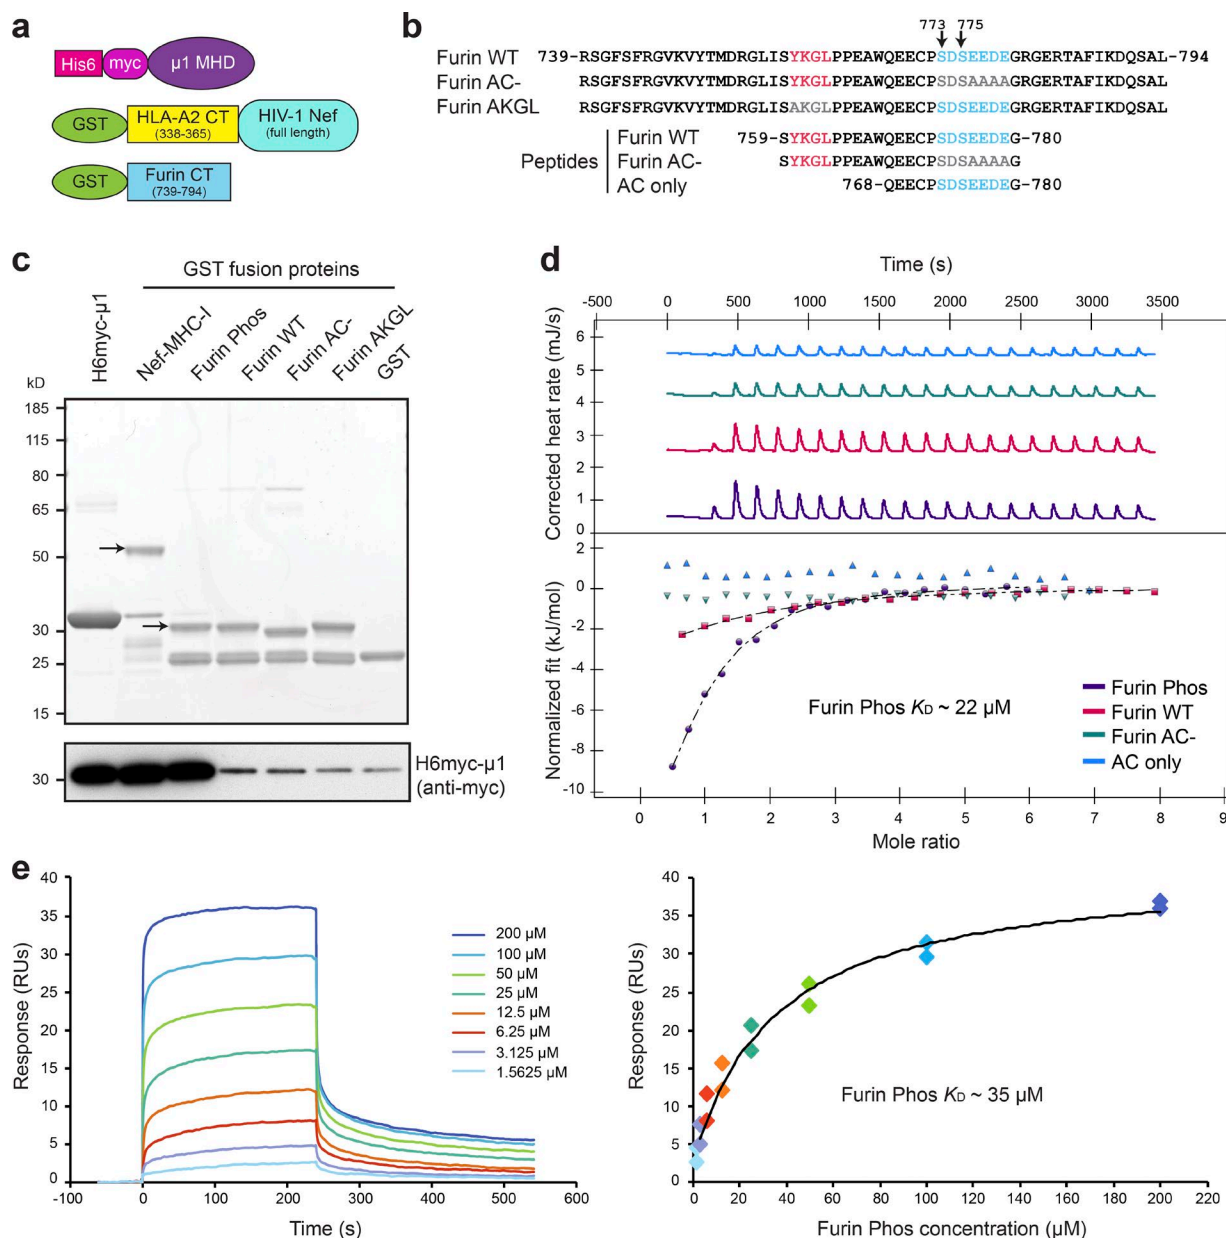 a
His6 myc μ1 MHD
GST HLA-A2 CT (338-365) HIV-1 Nef (full length)
GST Furin CT (739-794)
b
773 775
Furin WT 739-RSGFSFRGVKVYTMDRGLISYKGLPPEAWQEECPSDSEEDEGRGERTAFIKDQSAL-794
Furin AC- RSGFSFRGVKVYTMDRGLISYKGLPPEAWQEECPSDSAAAAGRGERTAFIKDQSAL
Furin AKGL RSGFSFRGVKVYTMDRGLISAKGLPPEAWQEECPSDSEEDEGRGERTAFIKDQSAL
Peptides
Furin WT 759-SYKGLPPEAWQEECPSDSEEDEG-780
Furin AC- SYKGLPPEAWQEECPSDSAAAAG
AC only 768-QEECPSDSEEDEG-780
c
GST fusion proteins
H6myc-μ1
Nef-MHC-I
Furin Phos
Furin WT
Furin AC-
Furin AKGL
GST
kD
185
115
80
65
50
30
25
15
30
H6myc-μ1
(anti-myc)
d
Time (s)
-500 0 500 1000 1500 2000 2500 3000 3500
Corrected heat rate (mJ/s)
6
5
4
3
2
1
0
Normalized fit (kJ/mol)
2
0
-2
-4
-6
-8
-10
Furin Phos KD ~ 22 μM
Furin Phos
Furin WT
Furin AC-
AC only
0 1 2 3 4 5 6 7 8 9
Mole ratio
e
Response (RUs)
40
35
30
25
20
15
10
5
0
-100 0 100 200 300 400 500 600
Time (s)
200 μM
100 μM
50 μM
25 μM
12.5 μM
6.25 μM
3.125 μM
1.5625 μM
Response (RUs)
40
35
30
25
20
15
10
5
0
Furin Phos KD ~ 35 μM
0 20 40 60 80 100 120 140 160 180 200 220
Furin Phos concentration (μM)